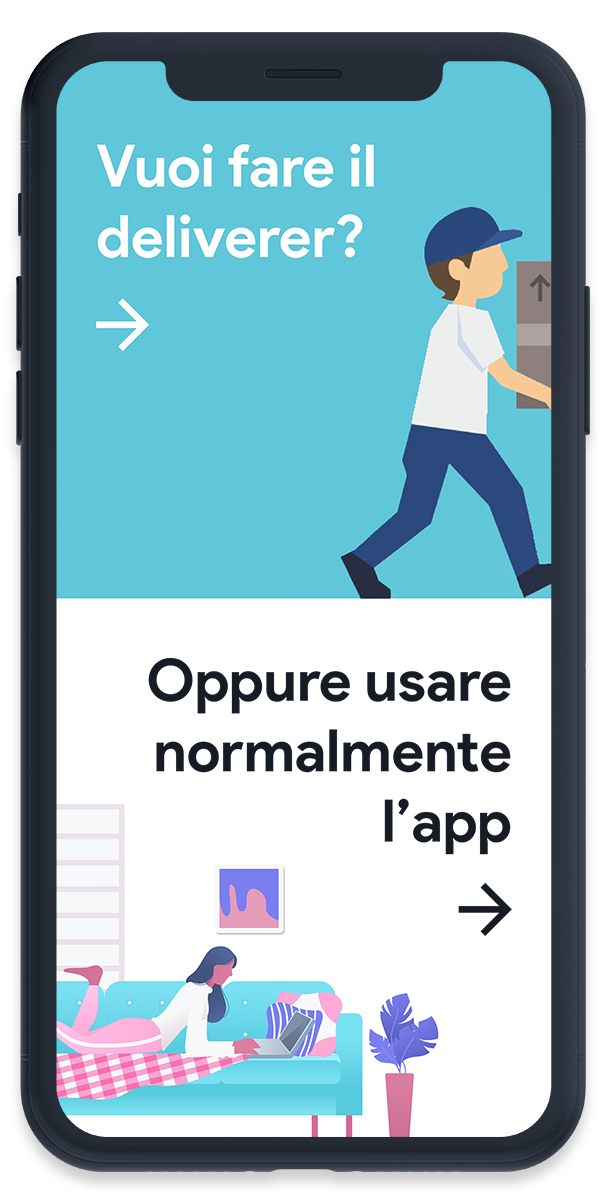 Vuoi fare il
deliverer?
Oppure usare
normalmente
l’app